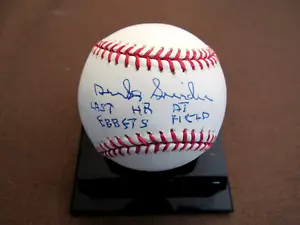 Duke Snider
LAST HR AT
EBBETS FIELD